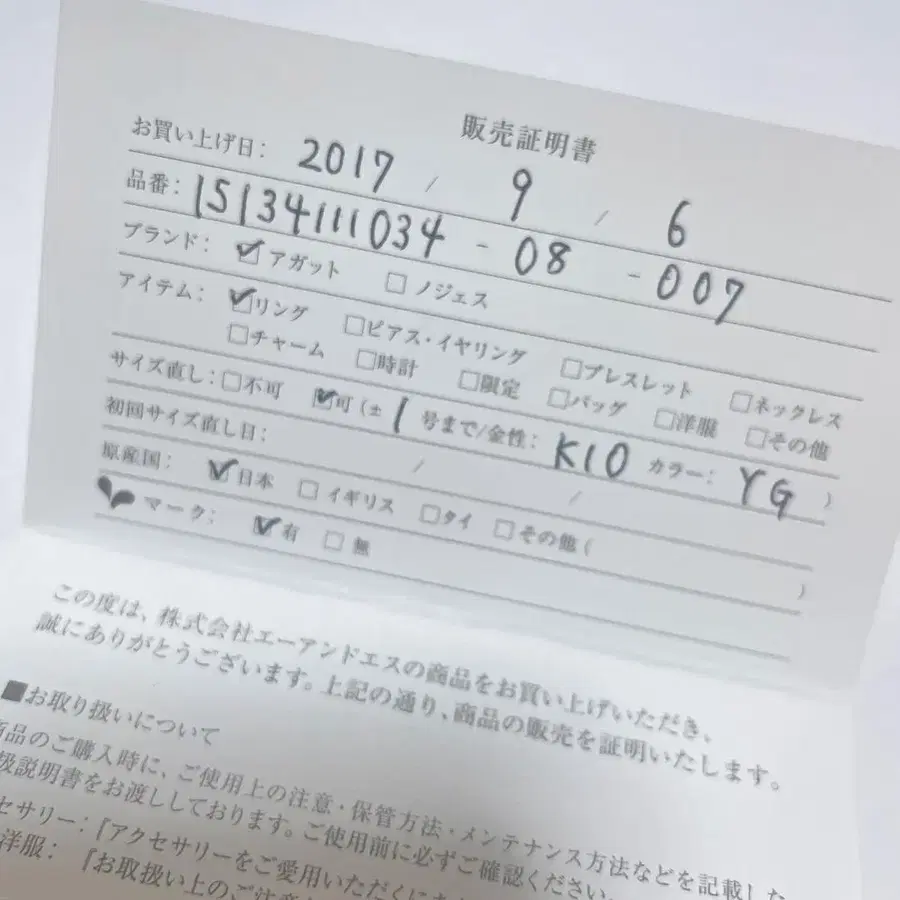 販売証明書
お買い上げ日： 2017 / 9 / 6
品番：15134111034 - 08 - 007
ブランド： ☑アガット □ノジェス
アイテム： ☑リング □ピアス・イヤリング □ブレスレット □ネックレス
□チャーム □時計 □限定 □バッグ □洋服 □その他
サイズ直し：□不可 ☑可（± 1 号まで/金性： K10 カラー： YG ）
初回サイズ直し日： / /
原産国： ☑日本 □イギリス □タイ □その他（ ）
マーク： ☑有 □無
この度は、株式会社エーアンドエスの商品をお買い上げいただき、
誠にありがとうございます。上記の通り、商品の販売を証明いたします。
■お取り扱いについて
商品のご購入時に、ご使用上の注意・保管方法・メンテナンス方法などを記載した
扱説明書をお渡ししております。ご使用前に必ずご確認ください。
セサリー：『アクセサリーをご愛用いただくにあ
洋服： 『お取扱い上のご注意